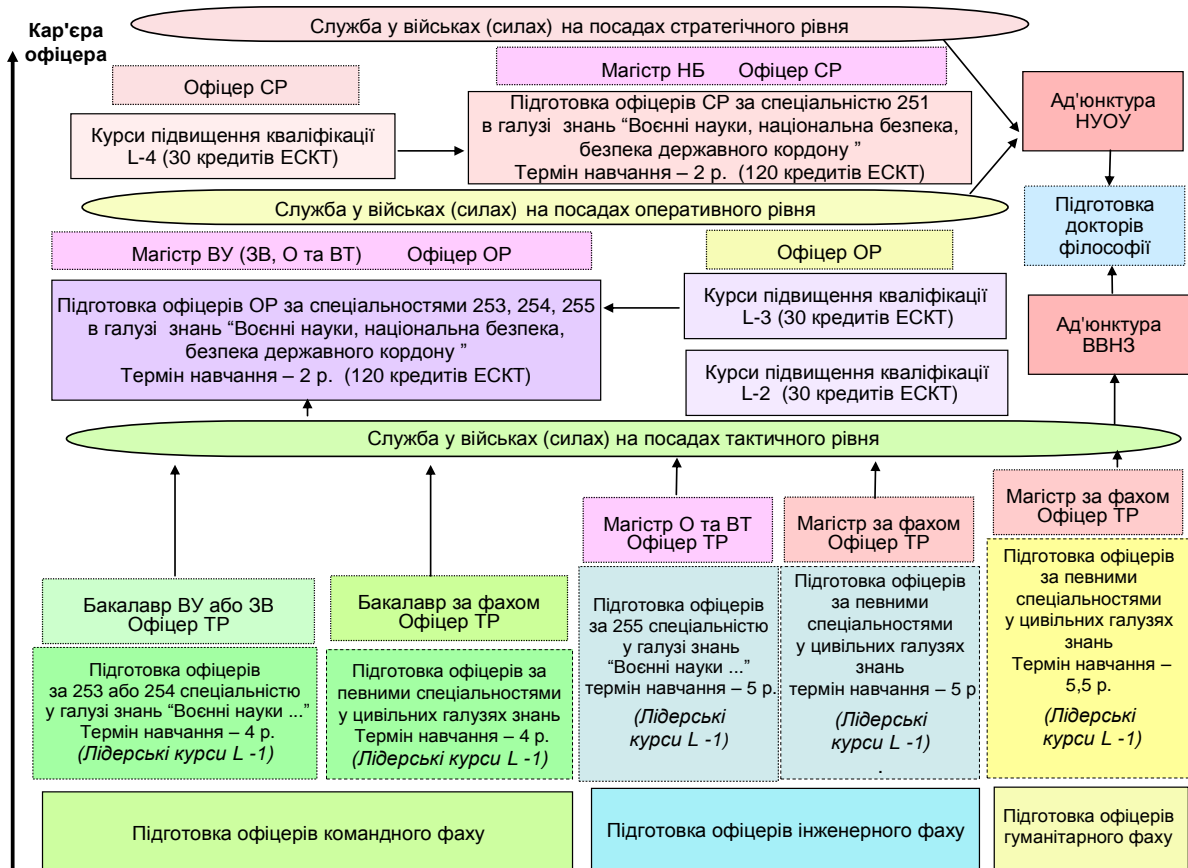 Кар'єра
офіцера
Служба у військах (силах) на посадах стратегічного рівня
Офіцер СР
Магістр НБ Офіцер СР
Курси підвищення кваліфікації
L-4 (30 кредитів ЕСКТ)
Підготовка офіцерів СР за спеціальністю 251
в галузі знань “Воєнні науки, національна безпека,
безпека державного кордону ”
Термін навчання – 2 р. (120 кредитів ЕСКТ)
Ад'юнктура
НУОУ
Служба у військах (силах) на посадах оперативного рівня
Підготовка
докторів
філософії
Магістр ВУ (ЗВ, О та ВТ) Офіцер ОР
Офіцер ОР
Підготовка офіцерів ОР за спеціальностями 253, 254, 255
в галузі знань “Воєнні науки, національна безпека,
безпека державного кордону ”
Термін навчання – 2 р. (120 кредитів ЕСКТ)
Курси підвищення кваліфікації
L-3 (30 кредитів ЕСКТ)
Курси підвищення кваліфікації
L-2 (30 кредитів ЕСКТ)
Ад'юнктура
ВВНЗ
Служба у військах (силах) на посадах тактичного рівня
Бакалавр ВУ або ЗВ
Офіцер ТР
Підготовка офіцерів
за 253 або 254 спеціальністю
у галузі знань “Воєнні науки ...”
Термін навчання – 4 р.
(Лідерські курси L -1)
Бакалавр за фахом
Офіцер ТР
Підготовка офіцерів за
певними спеціальностями
у цивільних галузях знань
Термін навчання – 4 р.
(Лідерські курси L -1)
Магістр О та ВТ
Офіцер ТР
Підготовка офіцерів
за 255 спеціальністю
у галузі знань
“Воєнні науки ...”
термін навчання – 5 р.
(Лідерські
курси L -1)
Магістр за фахом
Офіцер ТР
Підготовка офіцерів
за певними
спеціальностями
у цивільних галузях
знань
термін навчання – 5 р
(Лідерські
курси L -1)
.
Магістр за фахом
Офіцер ТР
Підготовка офіцерів
за певними
спеціальностями
у цивільних галузях
знань
Термін навчання –
5,5 р.
(Лідерські
курси L -1)
Підготовка офіцерів командного фаху
Підготовка офіцерів інженерного фаху
Підготовка офіцерів
гуманітарного фаху